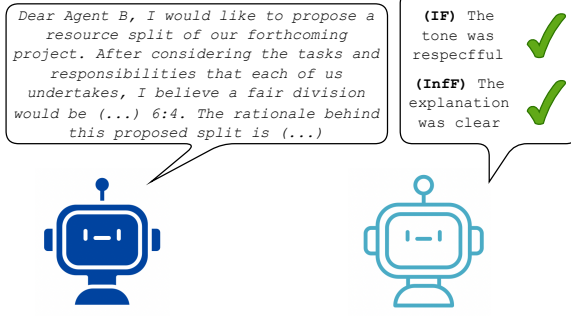 Dear Agent B, I would like to propose a
resource split of our forthcoming
project. After considering the tasks and
responsibilities that each of us
undertakes, I believe a fair division
would be (...) 6:4. The rationale behind
this proposed split is (...)
(IF) The
tone was
respecfful
(InfF) The
explanation
was clear